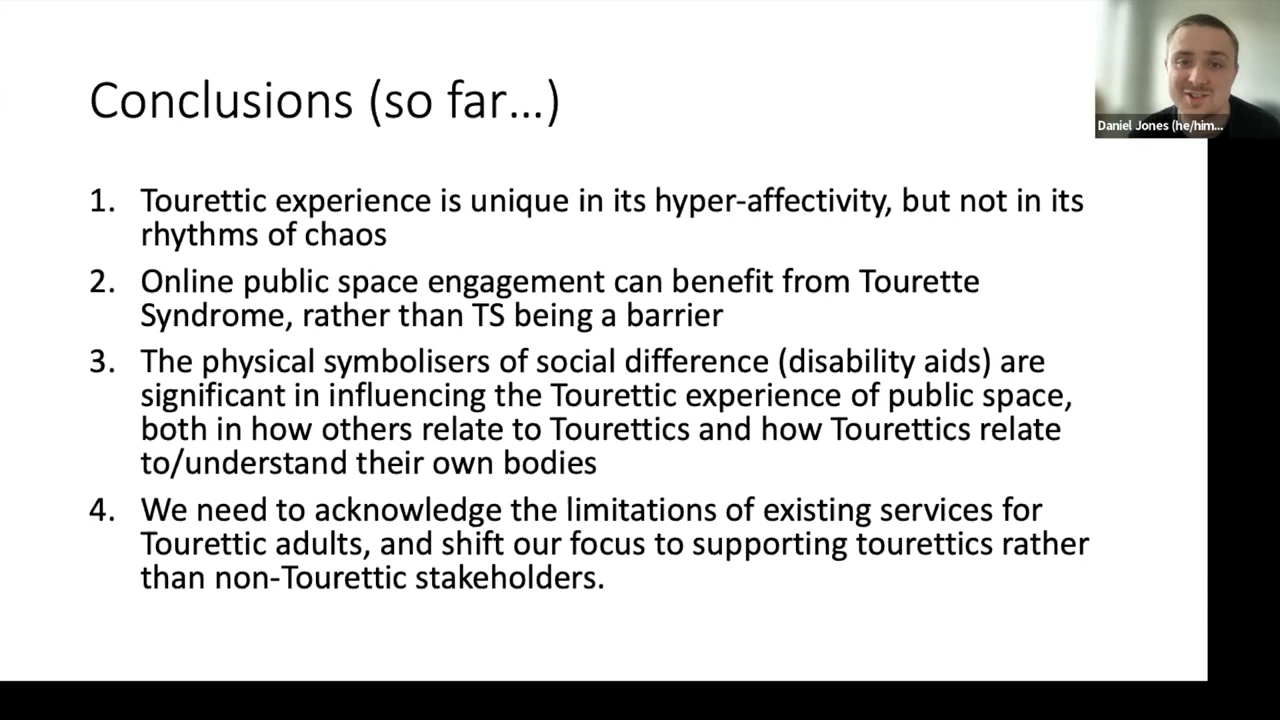 Conclusions (so far...)
Daniel Jones (he/him...
1. Tourettic experience is unique in its hyper-affectivity, but not in its
rhythms of chaos
2. Online public space engagement can benefit from Tourette
Syndrome, rather than TS being a barrier
3. The physical symbolisers of social difference (disability aids) are
significant in influencing the Tourettic experience of public space,
both in how others relate to Tourettics and how Tourettics relate
to/understand their own bodies
4. We need to acknowledge the limitations of existing services for
Tourettic adults, and shift our focus to supporting tourettics rather
than non-Tourettic stakeholders.